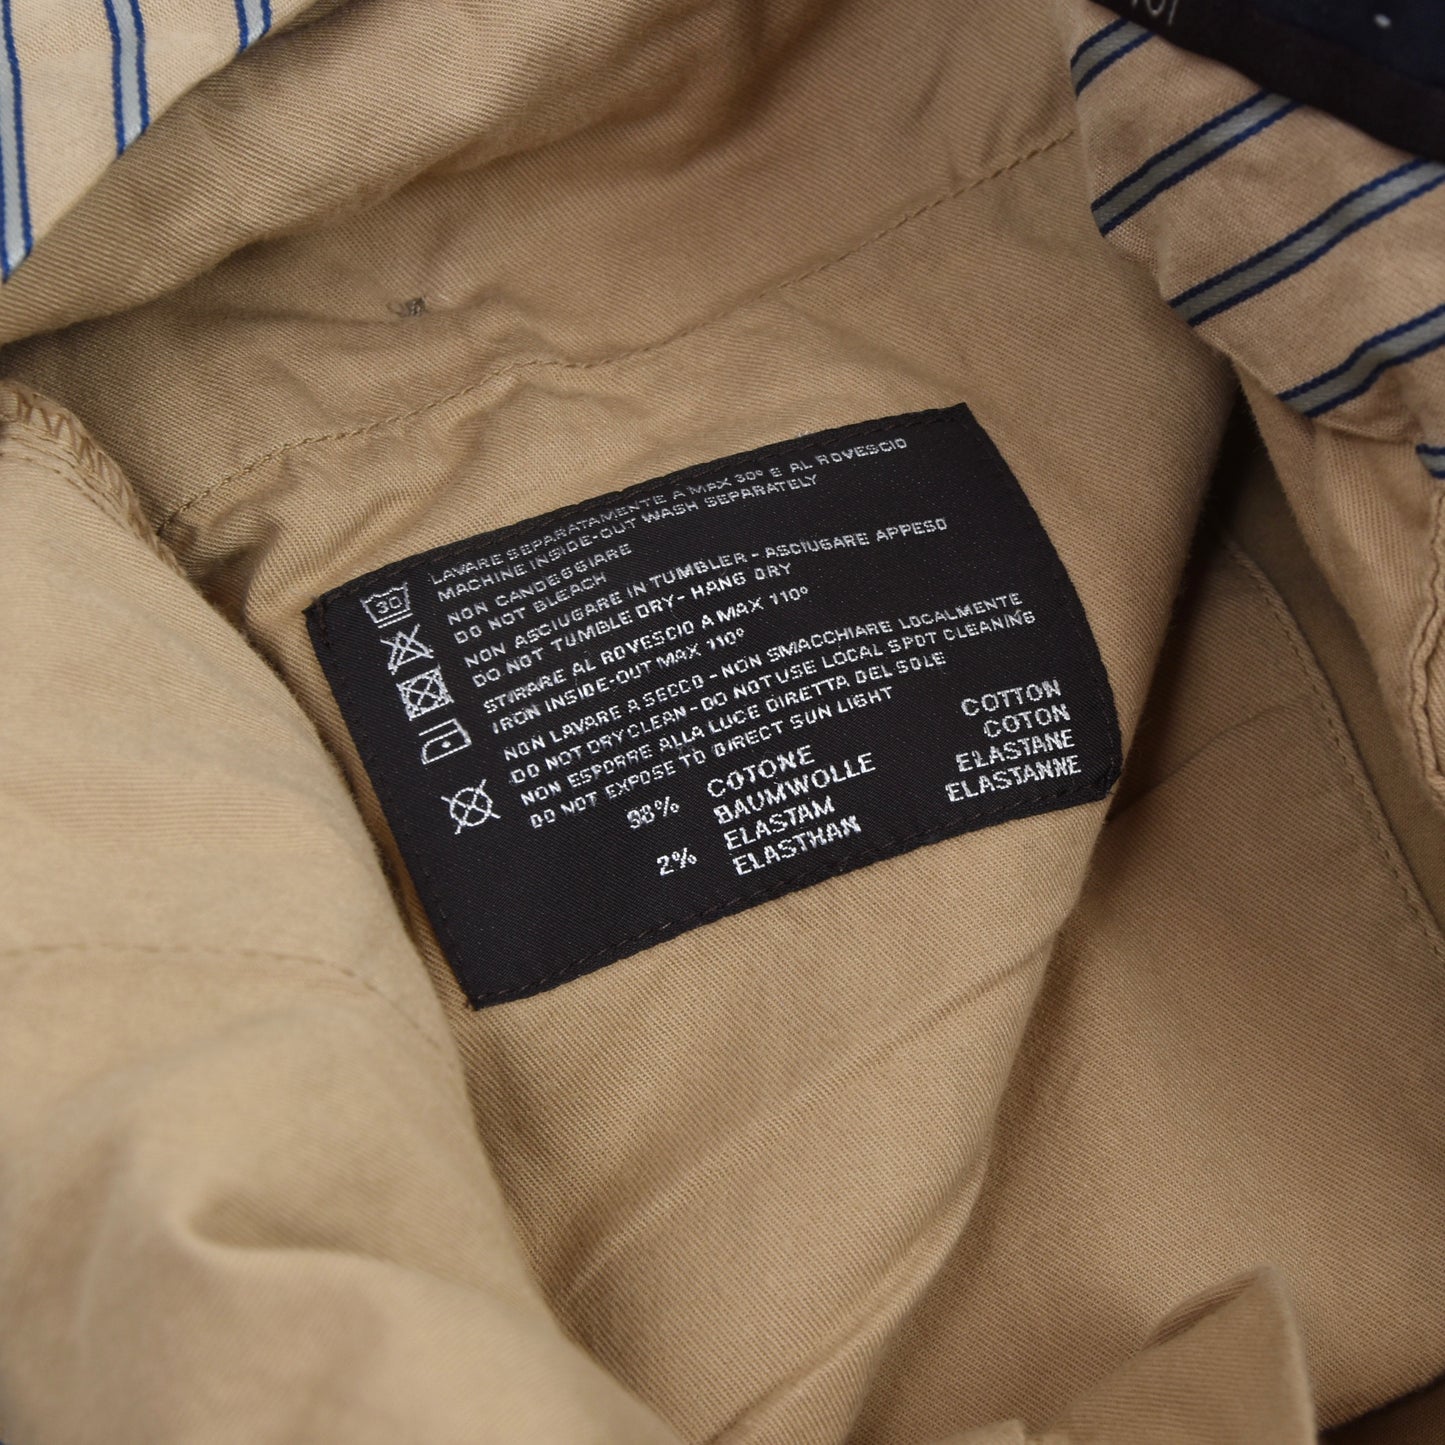 30
LAVARE SEPARATAMENTE A MAX 30° E AL ROVESCIO
MACHINE INSIDE-OUT WASH SEPARATELY
NON CANDEGGIARE
DO NOT BLEACH
NON ASCIUGARE IN TUMBLER - ASCIUGARE APPESO
DO NOT TUMBLE DRY - HANG DRY
STIRARE AL ROVESCIO A MAX 110°
IRON INSIDE-OUT MAX 110°
NON LAVARE A SECCO - NON SMACCHIARE LOCALMENTE
DO NOT DRY CLEAN - DO NOT USE LOCAL SPOT CLEANING
NON ESPORRE ALLA LUCE DIRETTA DEL SOLE
DO NOT EXPOSE TO DIRECT SUN LIGHT
98% COTONE COTTON
BAUMWOLLE COTON
2% ELASTAM ELASTANE
ELASTHAN ELASTANNE